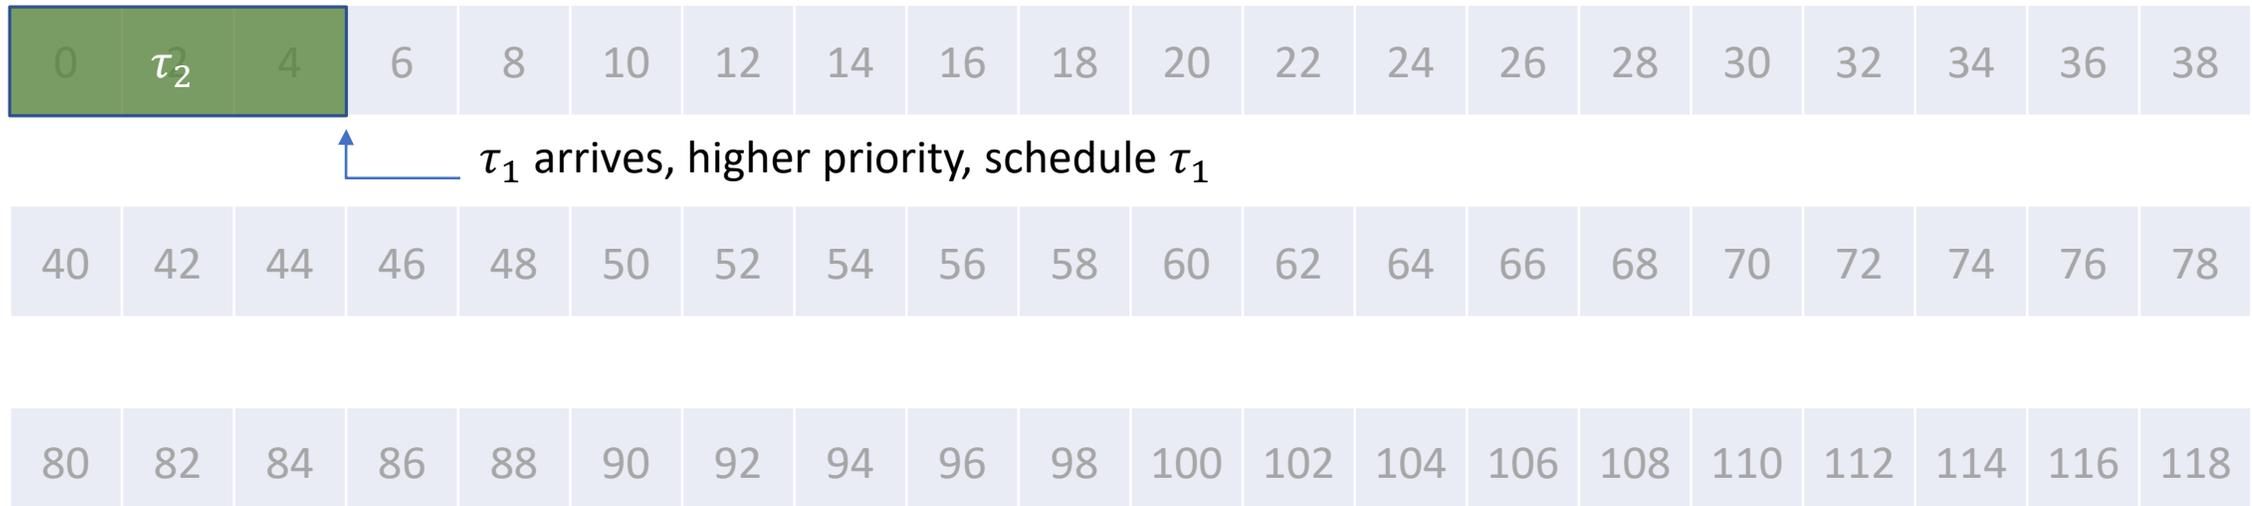 0 2 4 6 8 10 12 14 16 18 20 22 24 26 28 30 32 34 36 38
τ₂
τ₁ arrives, higher priority, schedule τ₁
40 42 44 46 48 50 52 54 56 58 60 62 64 66 68 70 72 74 76 78
80 82 84 86 88 90 92 94 96 98 100 102 104 106 108 110 112 114 116 118